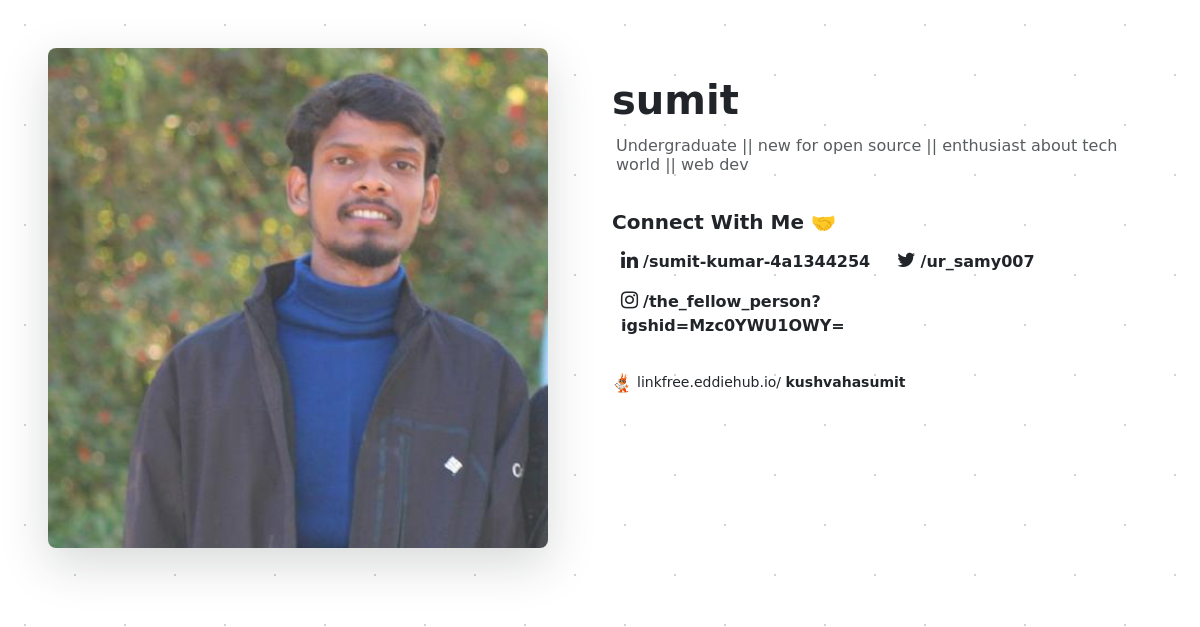 sumit
Undergraduate || new for open source || enthusiast about tech
world || web dev
Connect With Me 🤝
/sumit-kumar-4a1344254 /ur_samy007
/the_fellow_person?
igshid=Mzc0YWU1OWY=
linkfree.eddiehub.io/ kushvahasumit